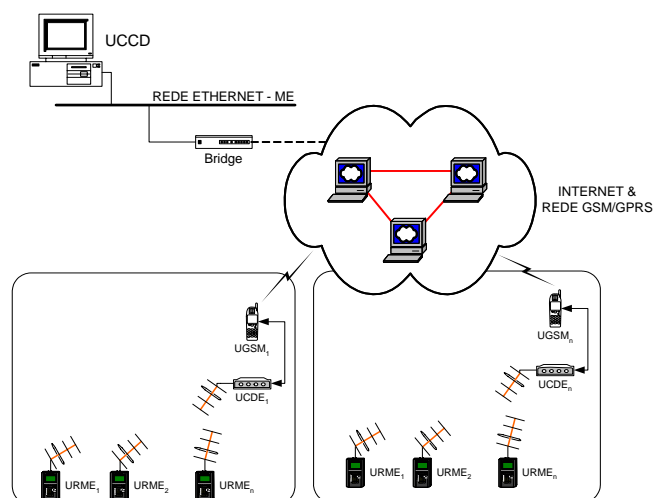 UCCD
REDE ETHERNET - ME
Bridge
INTERNET &
REDE GSM/GPRS
UGSM1
UCDE1
URME1
URME2
URMEn
UGSMn
UCDEn
URME1
URME2
URMEn